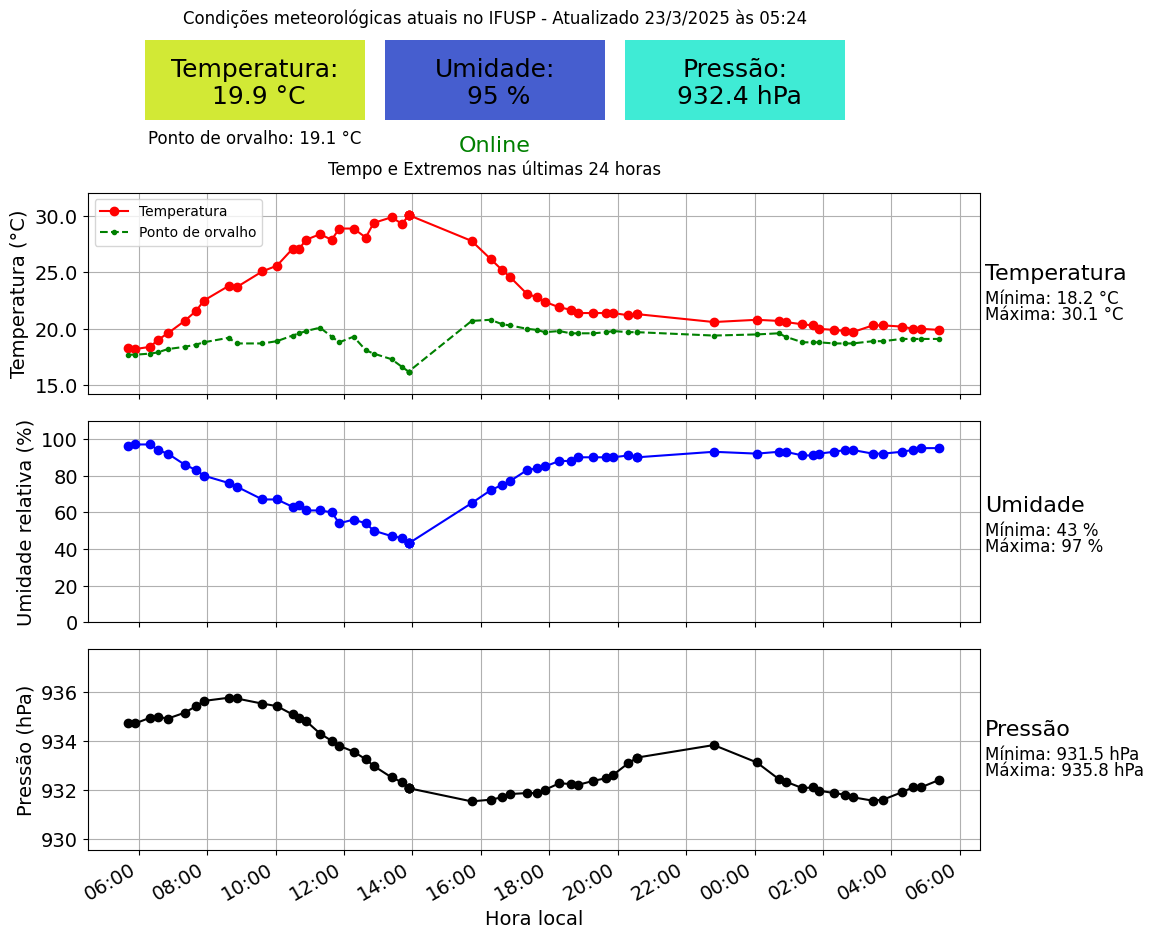 Condições meteorológicas atuais no IFUSP - Atualizado 23/3/2025 às 05:24
Temperatura:
19.9 °C
Umidade:
95 %
Pressão:
932.4 hPa
Ponto de orvalho: 19.1 °C
Online
Tempo e Extremos nas últimas 24 horas
Temperatura (°C)
30.0
25.0
20.0
15.0
Temperatura
Ponto de orvalho
Temperatura
Mínima: 18.2 °C
Máxima: 30.1 °C
Umidade relativa (%)
100
80
60
40
20
0
Umidade
Mínima: 43 %
Máxima: 97 %
Pressão (hPa)
936
934
932
930
Pressão
Mínima: 931.5 hPa
Máxima: 935.8 hPa
06:00 08:00 10:00 12:00 14:00 16:00 18:00 20:00 22:00 00:00 02:00 04:00 06:00
Hora local